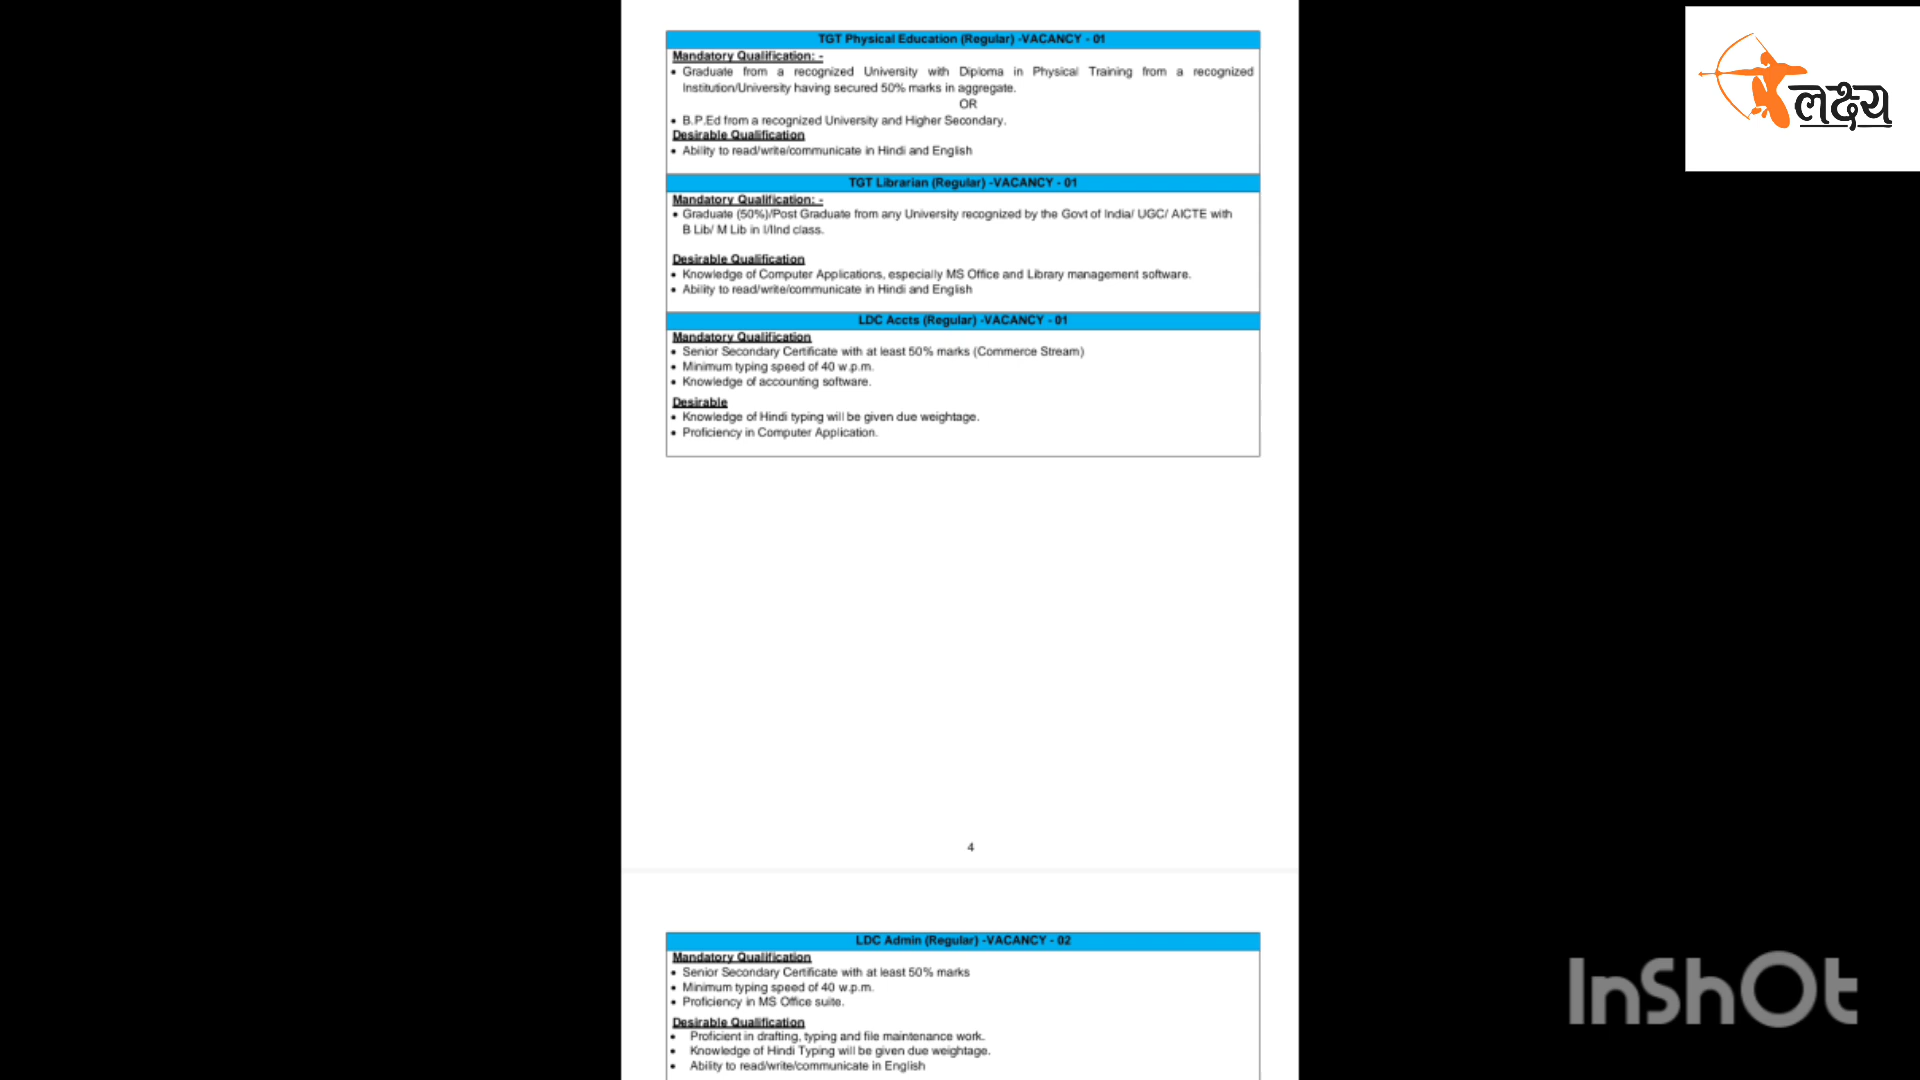 TGT Physical Education (Regular) -VACANCY - 01
Mandatory Qualification: -
• Graduate from a recognized University with Diploma in Physical Training from a recognized
Institution/University having secured 50% marks in aggregate.
OR
• B.P.Ed from a recognized University and Higher Secondary.
Desirable Qualification
• Ability to read/write/communicate in Hindi and English
TGT Librarian (Regular) -VACANCY - 01
Mandatory Qualification: -
• Graduate (50%)/Post Graduate from any University recognized by the Govt of India/ UGC/ AICTE with
B Lib/ M Lib in I/IInd class.
Desirable Qualification
• Knowledge of Computer Applications, especially MS Office and Library management software.
• Ability to read/write/communicate in Hindi and English
LDC Accts (Regular) -VACANCY - 01
Mandatory Qualification
• Senior Secondary Certificate with at least 50% marks (Commerce Stream)
• Minimum typing speed of 40 w.p.m.
• Knowledge of accounting software.
Desirable
• Knowledge of Hindi typing will be given due weightage.
• Proficiency in Computer Application.
4
LDC Admin (Regular) -VACANCY - 02
Mandatory Qualification
• Senior Secondary Certificate with at least 50% marks
• Minimum typing speed of 40 w.p.m.
• Proficiency in MS Office suite.
Desirable Qualification
• Proficient in drafting, typing and file maintenance work.
• Knowledge of Hindi Typing will be given due weightage.
• Ability to read/write/communicate in English
लक्ष्य
InShOt